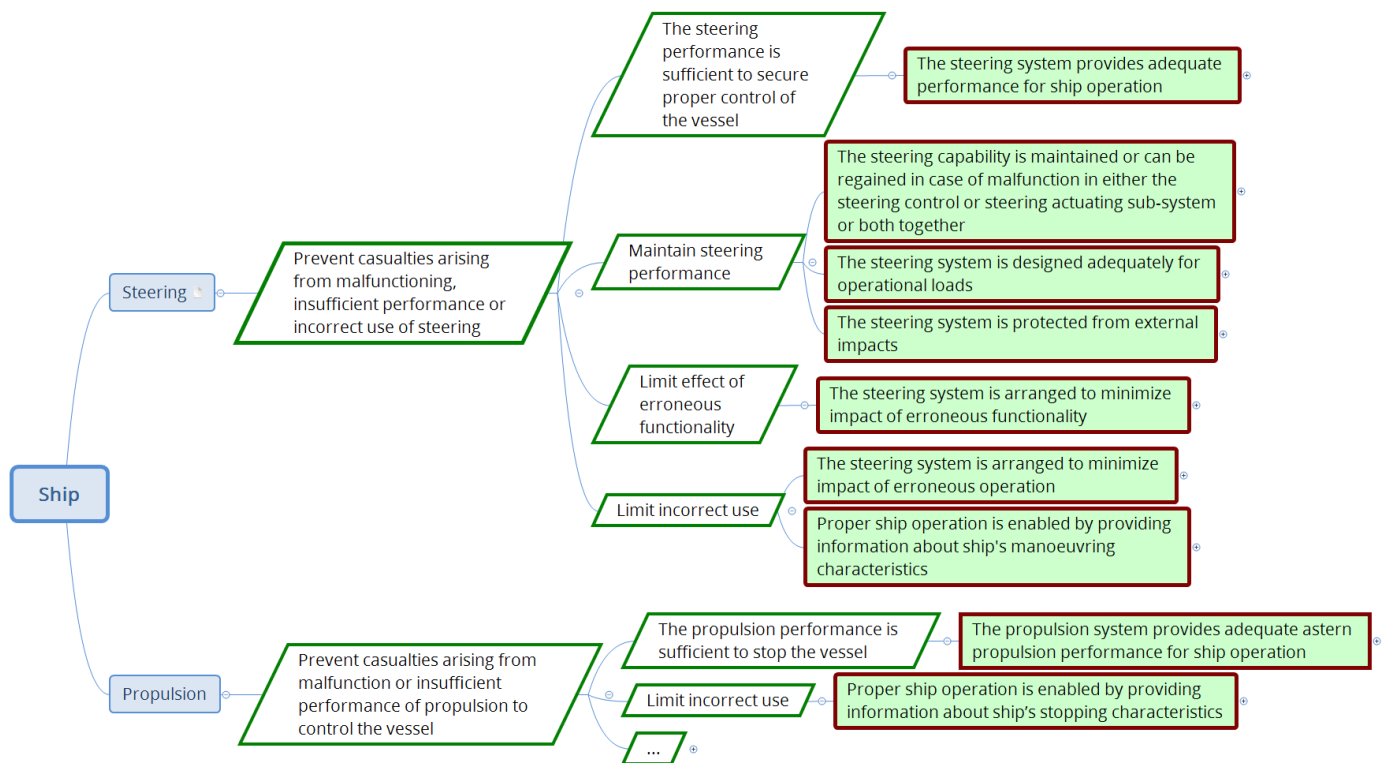 The steering
performance is
sufficient to secure
proper control of
the vessel
The steering system provides adequate
performance for ship operation
The steering capability is maintained or can be
regained in case of malfunction in either the
steering control or steering actuating sub-system
or both together
Maintain steering
performance
The steering system is designed adequately for
operational loads
The steering system is protected from external
impacts
Steering
Prevent casualties arising
from malfunctioning,
insufficient performance or
incorrect use of steering
Limit effect of
erroneous
functionality
The steering system is arranged to minimize
impact of erroneous functionality
Limit incorrect use
The steering system is arranged to minimize
impact of erroneous operation
Proper ship operation is enabled by providing
information about ship's manoeuvring
characteristics
Ship
Propulsion
Prevent casualties arising from
malfunction or insufficient
performance of propulsion to
control the vessel
The propulsion performance is
sufficient to stop the vessel
The propulsion system provides adequate astern
propulsion performance for ship operation
Limit incorrect use
Proper ship operation is enabled by providing
information about ship’s stopping characteristics
...